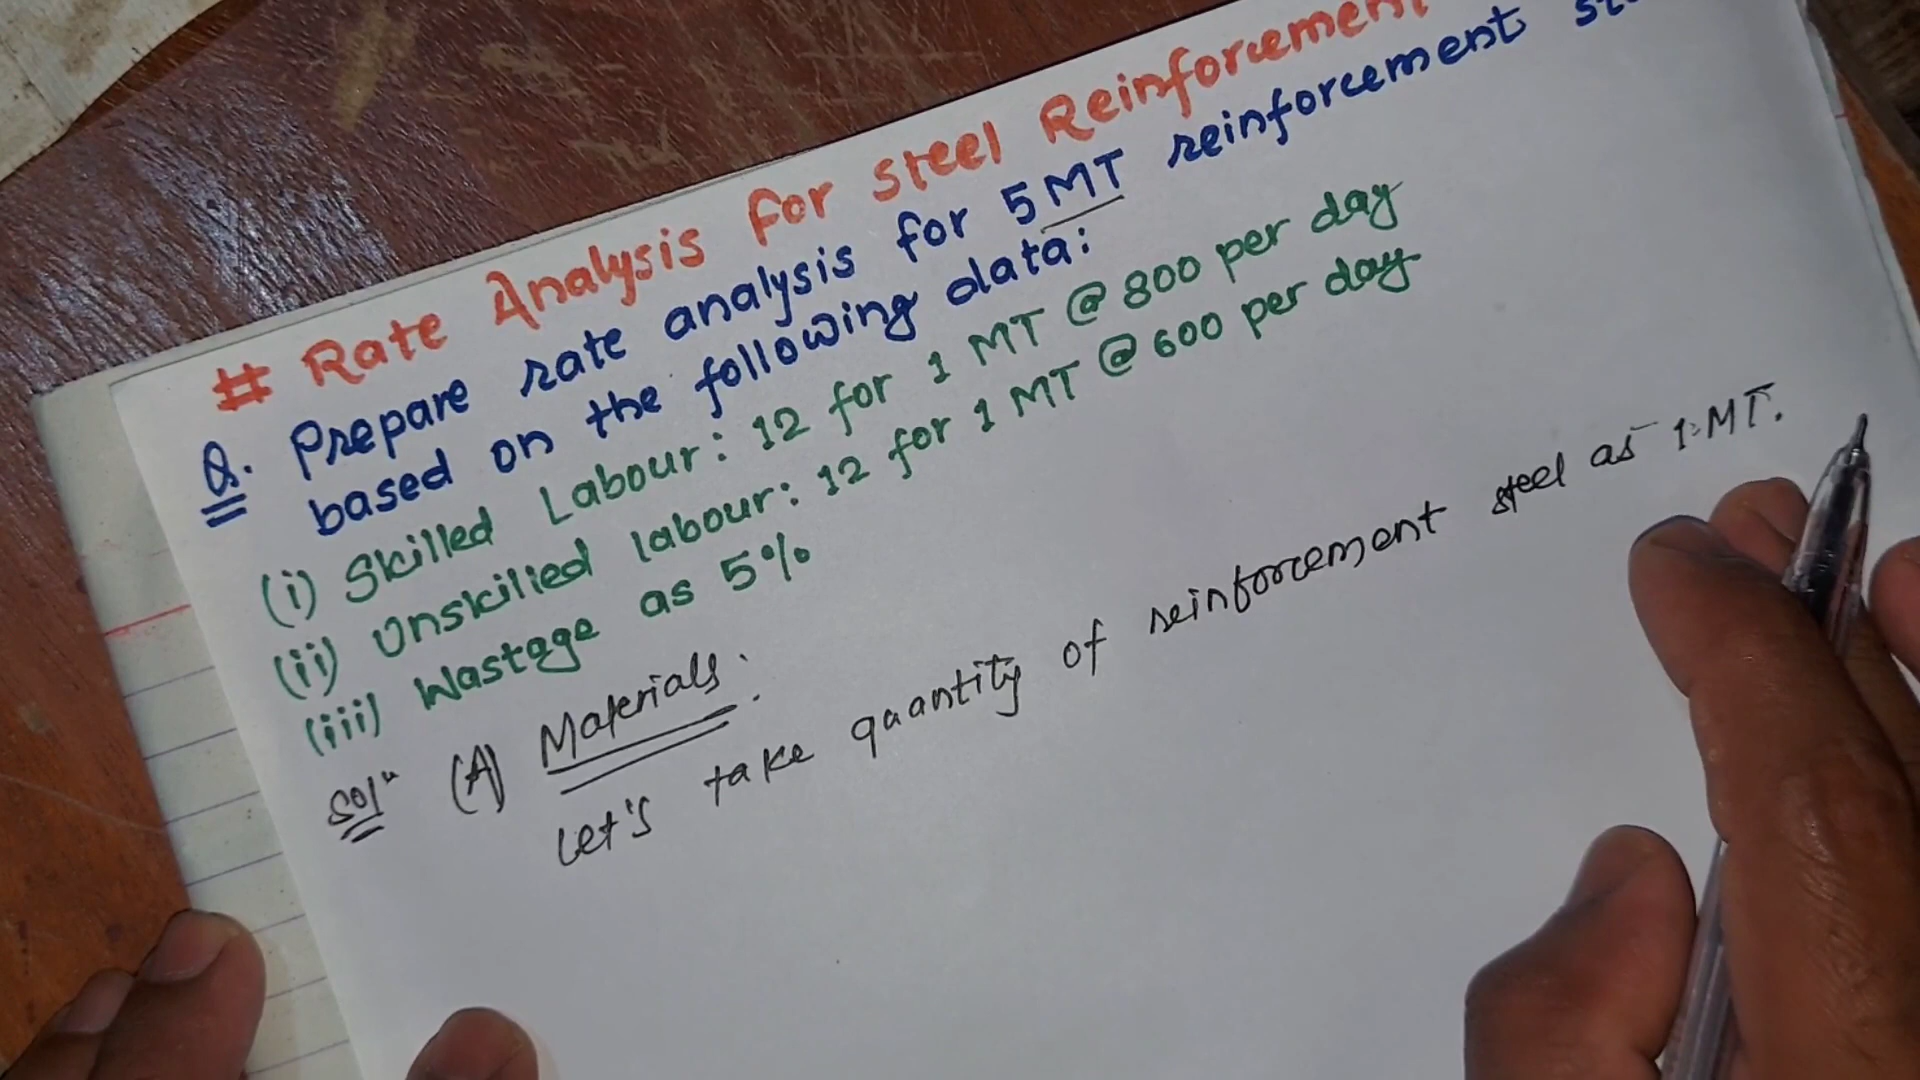 # Rate Analysis for steel Reinforcement
Q. Prepare rate analysis for 5 MT reinforcement
based on the following data:
(i) Skilled Labour: 12 for 1 MT @ 800 per day
(ii) Unskilled labour: 12 for 1 MT @ 600 per day
(iii) Wastage as 5%
Solⁿ (A) Materials:
Let's take quantity of reinforcement steel as 1 MT.